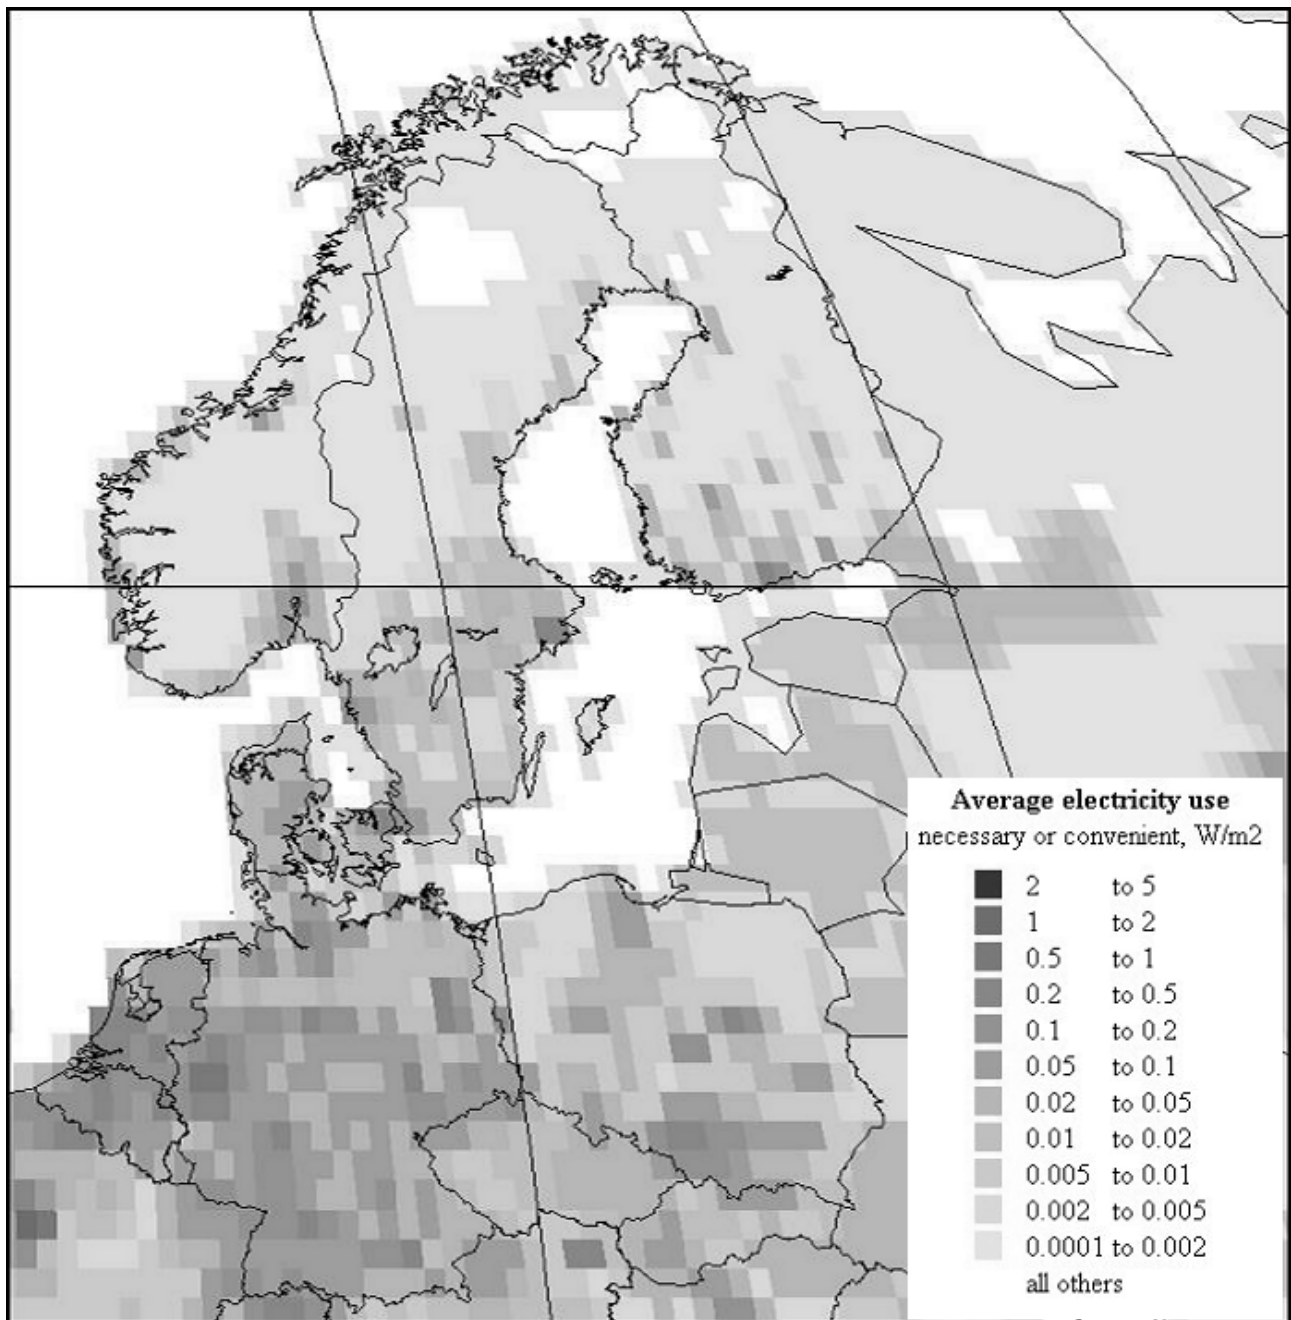 Average electricity use
necessary or convenient, W/m2
2 to 5
1 to 2
0.5 to 1
0.2 to 0.5
0.1 to 0.2
0.05 to 0.1
0.02 to 0.05
0.01 to 0.02
0.005 to 0.01
0.002 to 0.005
0.0001 to 0.002
all others